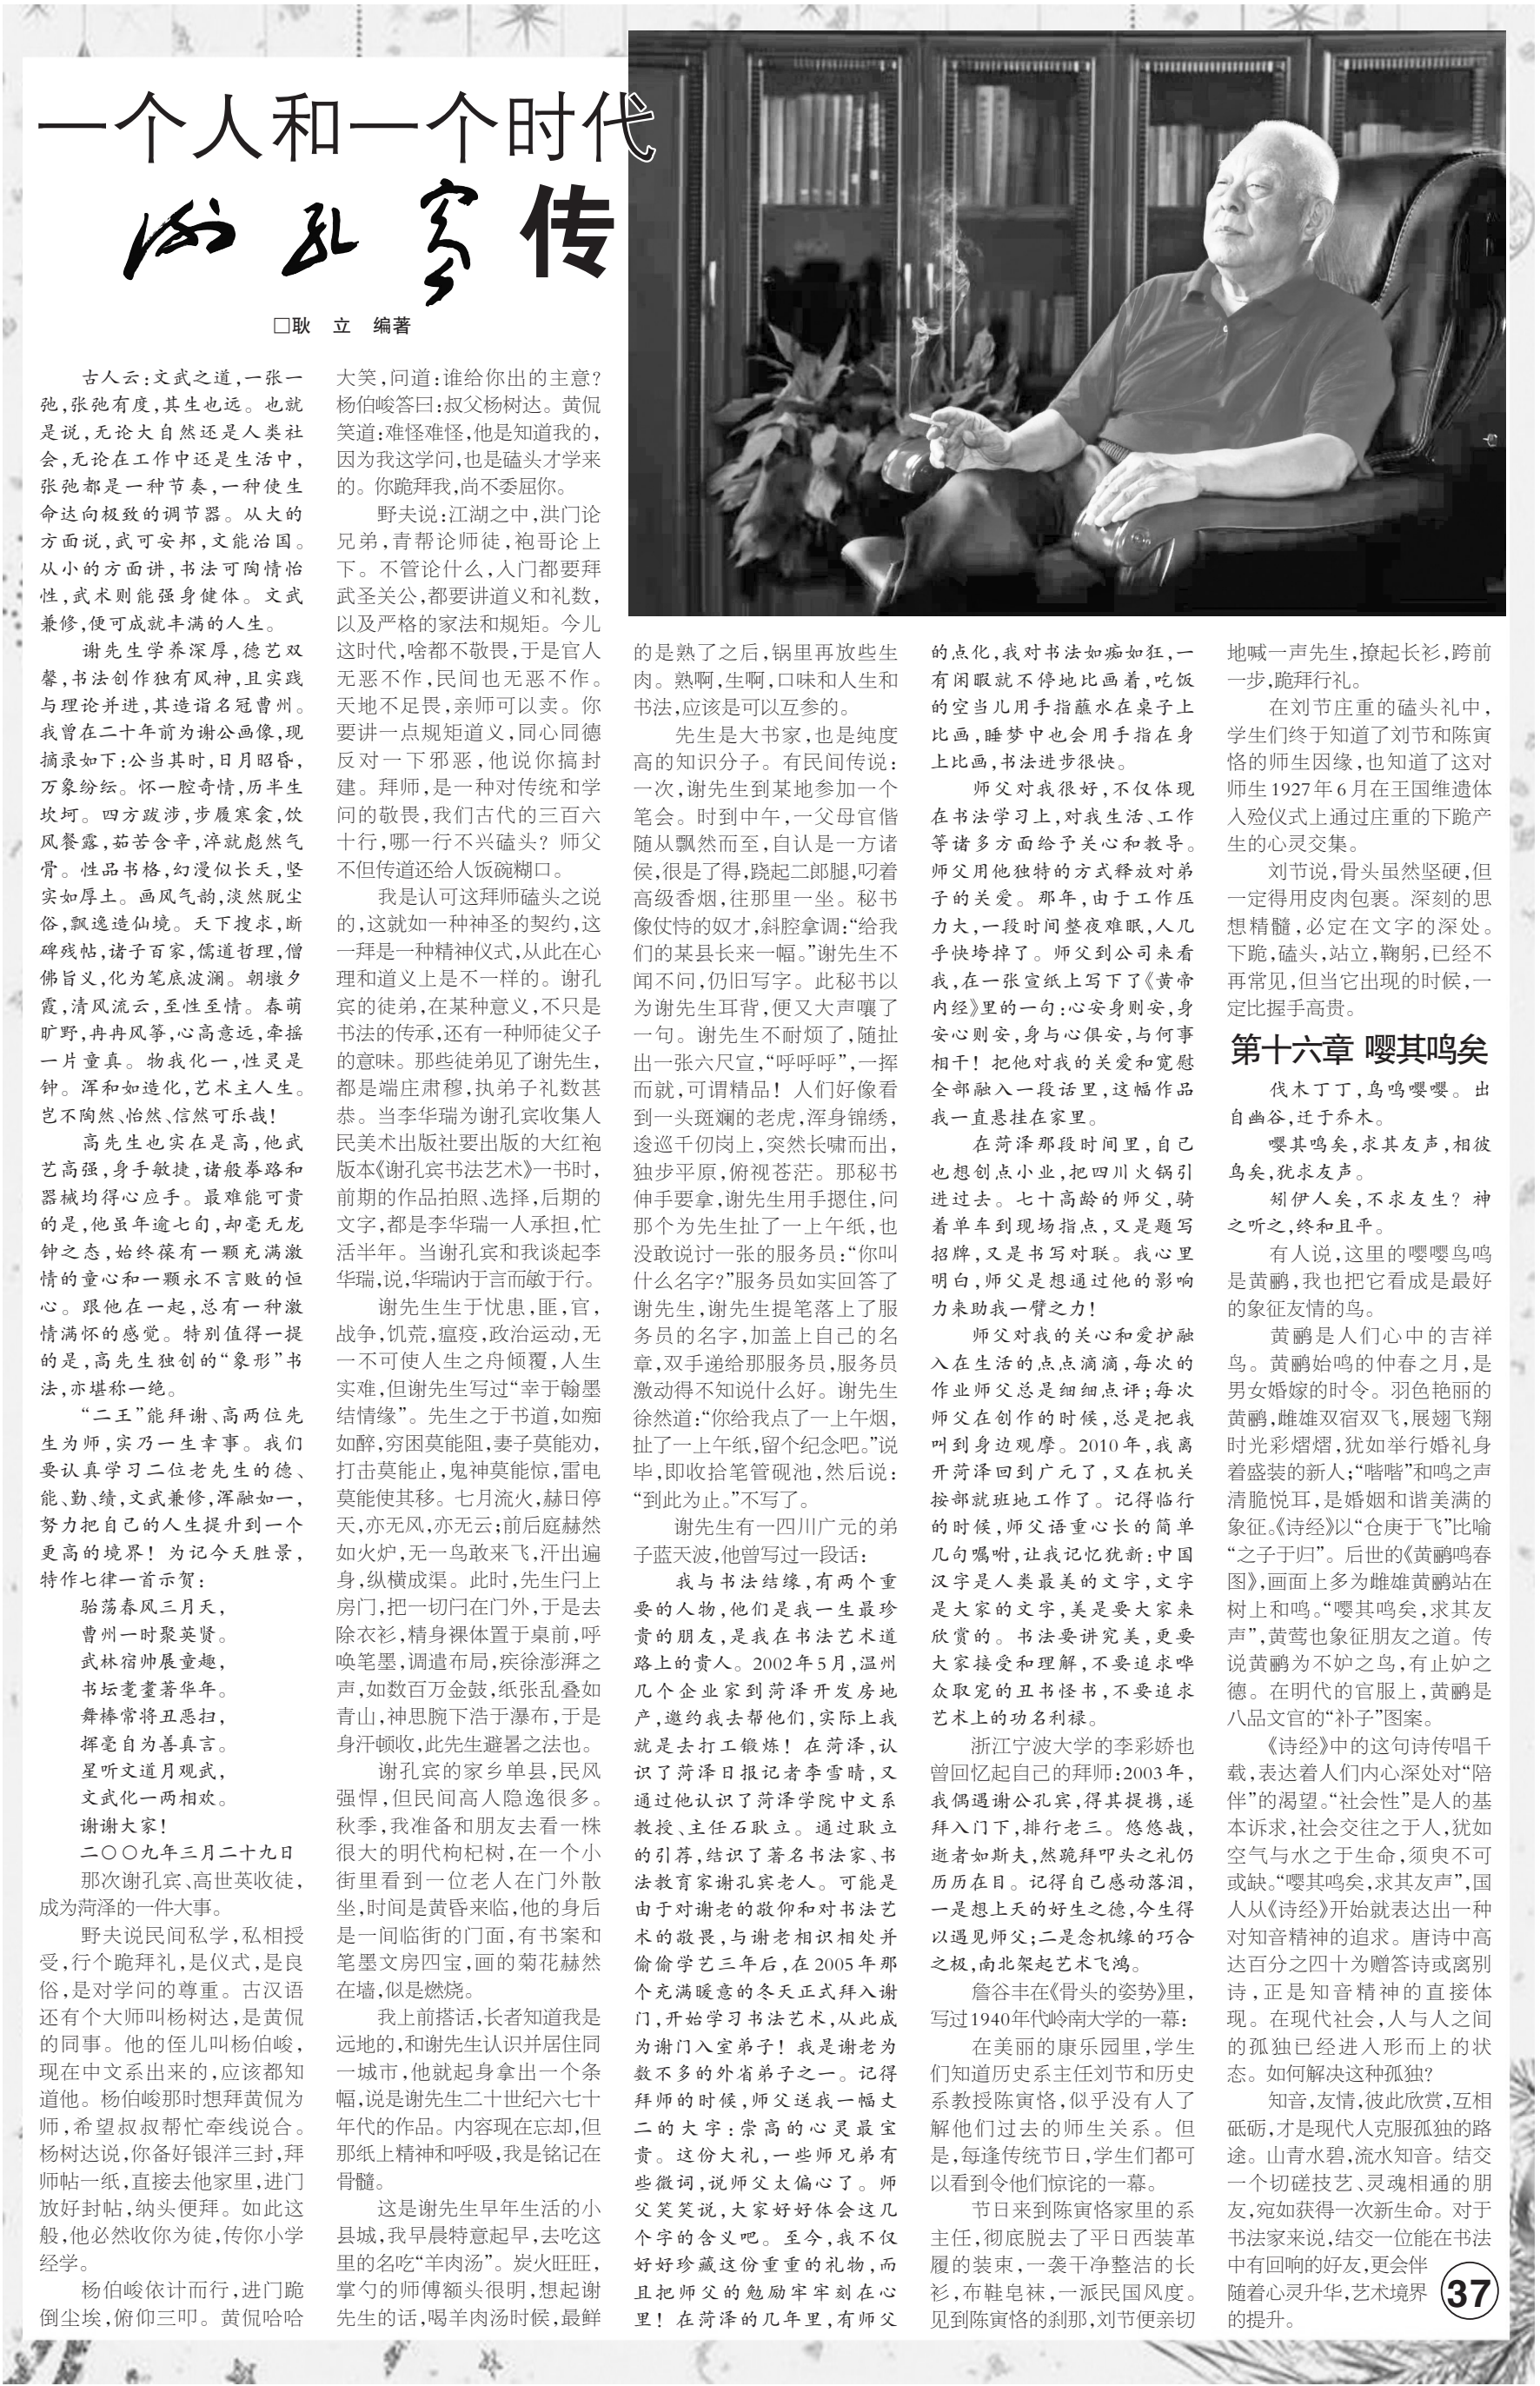 一个人和一个时代
谢孔宾传
□耿 立 编著
古人云:文武之道,一张一
弛,张弛有度,其生也远。也就
是说,无论大自然还是人类社
会,无论在工作中还是生活中,
张弛都是一种节奏,一种使生
命达向极致的调节器。从大的
方面说,武可安邦,文能治国。
从小的方面讲,书法可陶情怡
性,武术则能强身健体。文武
兼修,便可成就丰满的人生。
谢先生学养深厚,德艺双
馨,书法创作独有风神,且实践
与理论并进,其造诣名冠曹州。
我曾在二十年前为谢公画像,现
摘录如下:公当其时,日月昭昏,
万象纷纭。怀一腔奇情,历半生
坎坷。四方跋涉,步履寒食,饮
风餐露,茹苦含辛,淬就彪然气
骨。性品书格,幻漫似长天,坚
实如厚土。画风气韵,淡然脱尘
俗,飘逸造仙境。天下搜求,断
碑残帖,诸子百家,儒道哲理,僧
佛旨义,化为笔底波澜。朝墩夕
霞,清风流云,至性至情。春萌
旷野,冉冉风筝,心高意远,牵摇
一片童真。物我化一,性灵是
钟。浑和如造化,艺术主人生。
岂不陶然、怡然、信然可乐哉!
高先生也实在是高,他武
艺高强,身手敏捷,诸般拳路和
器械均得心应手。最难能可贵
的是,他虽年逾七旬,却毫无龙
钟之态,始终葆有一颗充满激
情的童心和一颗永不言败的恒
心。跟他在一起,总有一种激
情满怀的感觉。特别值得一提
的是,高先生独创的“象形”书
法,亦堪称一绝。
“二王”能拜谢、高两位先
生为师,实乃一生幸事。我们
要认真学习二位老先生的德、
能、勤、绩,文武兼修,浑融如一,
努力把自己的人生提升到一个
更高的境界!为记今天胜景,
特作七律一首示贺:
骀荡春风三月天,
曹州一时聚英贤。
武林宿帅展童趣,
书坛耄耋著华年。
舞棒常将丑恶扫,
挥毫自为善真言。
星听文道月观武,
文武化一两相欢。
谢谢大家!
二〇〇九年三月二十九日
那次谢孔宾、高世英收徒,
成为菏泽的一件大事。
野夫说民间私学,私相授
受,行个跪拜礼,是仪式,是良
俗,是对学问的尊重。古汉语
还有个大师叫杨树达,是黄侃
的同事。他的侄儿叫杨伯峻,
现在中文系出来的,应该都知
道他。杨伯峻那时想拜黄侃为
师,希望叔叔帮忙牵线说合。
杨树达说,你备好银洋三封,拜
师帖一纸,直接去他家里,进门
放好封帖,纳头便拜。如此这
般,他必然收你为徒,传你小学
经学。
杨伯峻依计而行,进门跪
倒尘埃,俯仰三叩。黄侃哈哈
大笑,问道:谁给你出的主意?
杨伯峻答曰:叔父杨树达。黄侃
笑道:难怪难怪,他是知道我的,
因为我这学问,也是磕头才学来
的。你跪拜我,尚不委屈你。
野夫说:江湖之中,洪门论
兄弟,青帮论师徒,袍哥论上
下。不管论什么,入门都要拜
武圣关公,都要讲道义和礼数,
以及严格的家法和规矩。今儿
这时代,啥都不敬畏,于是官人
无恶不作,民间也无恶不作。
天地不足畏,亲师可以卖。你
要讲一点规矩道义,同心同德
反对一下邪恶,他说你搞封
建。拜师,是一种对传统和学
问的敬畏,我们古代的三百六
十行,哪一行不兴磕头?师父
不但传道还给人饭碗糊口。
我是认可这拜师磕头之说
的,这就如一种神圣的契约,这
一拜是一种精神仪式,从此在心
理和道义上是不一样的。谢孔
宾的徒弟,在某种意义,不只是
书法的传承,还有一种师徒父子
的意味。那些徒弟见了谢先生,
都是端庄肃穆,执弟子礼数甚
恭。当李华瑞为谢孔宾收集人
民美术出版社要出版的大红袍
版本《谢孔宾书法艺术》一书时,
前期的作品拍照、选择,后期的
文字,都是李华瑞一人承担,忙
活半年。当谢孔宾和我谈起李
华瑞,说,华瑞讷于言而敏于行。
谢先生生于忧患,匪,官,
战争,饥荒,瘟疫,政治运动,无
一不可使人生之舟倾覆,人生
实难,但谢先生写过“幸于翰墨
结情缘”。先生之于书道,如痴
如醉,穷困莫能阻,妻子莫能劝,
打击莫能止,鬼神莫能惊,雷电
莫能使其移。七月流火,赫日停
天,亦无风,亦无云;前后庭赫然
如火炉,无一鸟敢来飞,汗出遍
身,纵横成渠。此时,先生闩上
房门,把一切闩在门外,于是去
除衣衫,精身裸体置于桌前,呼
唤笔墨,调遣布局,疾徐澎湃之
声,如数百万金鼓,纸张乱叠如
青山,神思腕下浩于瀑布,于是
身汗顿收,此先生避暑之法也。
谢孔宾的家乡单县,民风
强悍,但民间高人隐逸很多。
秋季,我准备和朋友去看一株
很大的明代枸杞树,在一个小
街里看到一位老人在门外散
坐,时间是黄昏来临,他的身后
是一间临街的门面,有书案和
笔墨文房四宝,画的菊花赫然
在墙,似是燃烧。
我上前搭话,长者知道我是
远地的,和谢先生认识并居住同
一城市,他就起身拿出一个条
幅,说是谢先生二十世纪六七十
年代的作品。内容现在忘却,但
那纸上精神和呼吸,我是铭记在
骨髓。
这是谢先生早年生活的小
县城,我早晨特意起早,去吃这
里的名吃“羊肉汤”。炭火旺旺,
掌勺的师傅额头很明,想起谢
先生的话,喝羊肉汤时候,最鲜
的是熟了之后,锅里再放些生
肉。熟啊,生啊,口味和人生和
书法,应该是可以互参的。
先生是大书家,也是纯度
高的知识分子。有民间传说:
一次,谢先生到某地参加一个
笔会。时到中午,一父母官偕
随从飘然而至,自认是一方诸
侯,很是了得,跷起二郎腿,叼着
高级香烟,往那里一坐。秘书
像仗恃的奴才,斜腔拿调:“给我
们的某县长来一幅。”谢先生不
闻不问,仍旧写字。此秘书以
为谢先生耳背,便又大声嚷了
一句。谢先生不耐烦了,随扯
出一张六尺宣,“呼呼呼”,一挥
而就,可谓精品!人们好像看
到一头斑斓的老虎,浑身锦绣,
逡巡千仞岗上,突然长啸而出,
独步平原,俯视苍茫。那秘书
伸手要拿,谢先生用手摁住,问
那个为先生扯了一上午纸,也
没敢说讨一张的服务员:“你叫
什么名字?”服务员如实回答了
谢先生,谢先生提笔落上了服
务员的名字,加盖上自己的名
章,双手递给那服务员,服务员
激动得不知说什么好。谢先生
徐然道:“你给我点了一上午烟,
扯了一上午纸,留个纪念吧。”说
毕,即收拾笔管砚池,然后说:
“到此为止。”不写了。
谢先生有一四川广元的弟
子蓝天波,他曾写过一段话:
我与书法结缘,有两个重
要的人物,他们是我一生最珍
贵的朋友,是我在书法艺术道
路上的贵人。2002年5月,温州
几个企业家到菏泽开发房地
产,邀约我去帮他们,实际上我
就是去打工锻炼!在菏泽,认
识了菏泽日报记者李雪晴,又
通过他认识了菏泽学院中文系
教授、主任石耿立。通过耿立
的引荐,结识了著名书法家、书
法教育家谢孔宾老人。可能是
由于对谢老的敬仰和对书法艺
术的敬畏,与谢老相识相处并
偷偷学艺三年后,在2005年那
个充满暖意的冬天正式拜入谢
门,开始学习书法艺术,从此成
为谢门入室弟子!我是谢老为
数不多的外省弟子之一。记得
拜师的时候,师父送我一幅丈
二的大字:崇高的心灵最宝
贵。这份大礼,一些师兄弟有
些微词,说师父太偏心了。师
父笑笑说,大家好好体会这几
个字的含义吧。至今,我不仅
好好珍藏这份重重的礼物,而
且把师父的勉励牢牢刻在心
里!在菏泽的几年里,有师父
的点化,我对书法如痴如狂,一
有闲暇就不停地比画着,吃饭
的空当儿用手指蘸水在桌子上
比画,睡梦中也会用手指在身
上比画,书法进步很快。
师父对我很好,不仅体现
在书法学习上,对我生活、工作
等诸多方面给予关心和教导。
师父用他独特的方式释放对弟
子的关爱。那年,由于工作压
力大,一段时间整夜难眠,人几
乎快垮掉了。师父到公司来看
我,在一张宣纸上写下了《黄帝
内经》里的一句:心安身则安,身
安心则安,身与心俱安,与何事
相干!把他对我的关爱和宽慰
全部融入一段话里,这幅作品
我一直悬挂在家里。
在菏泽那段时间里,自己
也想创点小业,把四川火锅引
进过去。七十高龄的师父,骑
着单车到现场指点,又是题写
招牌,又是书写对联。我心里
明白,师父是想通过他的影响
力来助我一臂之力!
师父对我的关心和爱护融
入在生活的点点滴滴,每次的
作业师父总是细细点评;每次
师父在创作的时候,总是把我
叫到身边观摩。2010年,我离
开菏泽回到广元了,又在机关
按部就班地工作了。记得临行
的时候,师父语重心长的简单
几句嘱咐,让我记忆犹新:中国
汉字是人类最美的文字,文字
是大家的文字,美是要大家来
欣赏的。书法要讲究美,更要
大家接受和理解,不要追求哗
众取宠的丑书怪书,不要追求
艺术上的功名利禄。
浙江宁波大学的李彩娇也
曾回忆起自己的拜师:2003年,
我偶遇谢公孔宾,得其提携,遂
拜入门下,排行老三。悠悠哉,
逝者如斯夫,然跪拜叩头之礼仍
历历在目。记得自己感动落泪,
一是想上天的好生之德,今生得
以遇见师父;二是念机缘的巧合
之极,南北架起艺术飞鸿。
詹谷丰在《骨头的姿势》里,
写过1940年代岭南大学的一幕:
在美丽的康乐园里,学生
们知道历史系主任刘节和历史
系教授陈寅恪,似乎没有人了
解他们过去的师生关系。但
是,每逢传统节日,学生们都可
以看到令他们惊诧的一幕。
节日来到陈寅恪家里的系
主任,彻底脱去了平日西装革
履的装束,一袭干净整洁的长
衫,布鞋皂袜,一派民国风度。
见到陈寅恪的刹那,刘节便亲切
地喊一声先生,撩起长衫,跨前
一步,跪拜行礼。
在刘节庄重的磕头礼中,
学生们终于知道了刘节和陈寅
恪的师生因缘,也知道了这对
师生1927年6月在王国维遗体
入殓仪式上通过庄重的下跪产
生的心灵交集。
刘节说,骨头虽然坚硬,但
一定得用皮肉包裹。深刻的思
想精髓,必定在文字的深处。
下跪,磕头,站立,鞠躬,已经不
再常见,但当它出现的时候,一
定比握手高贵。
第十六章 嘤其鸣矣
伐木丁丁,鸟鸣嘤嘤。出
自幽谷,迁于乔木。
嘤其鸣矣,求其友声,相彼
鸟矣,犹求友声。
矧伊人矣,不求友生?神
之听之,终和且平。
有人说,这里的嘤嘤鸟鸣
是黄鹂,我也把它看成是最好
的象征友情的鸟。
黄鹂是人们心中的吉祥
鸟。黄鹂始鸣的仲春之月,是
男女婚嫁的时令。羽色艳丽的
黄鹂,雌雄双宿双飞,展翅飞翔
时光彩熠熠,犹如举行婚礼身
着盛装的新人;“喈喈”和鸣之声
清脆悦耳,是婚姻和谐美满的
象征。《诗经》以“仓庚于飞”比喻
“之子于归”。后世的《黄鹂鸣春
图》,画面上多为雌雄黄鹂站在
树上和鸣。“嘤其鸣矣,求其友
声”,黄莺也象征朋友之道。传
说黄鹂为不妒之鸟,有止妒之
德。在明代的官服上,黄鹂是
八品文官的“补子”图案。
《诗经》中的这句诗传唱千
载,表达着人们内心深处对“陪
伴”的渴望。“社会性”是人的基
本诉求,社会交往之于人,犹如
空气与水之于生命,须臾不可
或缺。“嘤其鸣矣,求其友声”,国
人从《诗经》开始就表达出一种
对知音精神的追求。唐诗中高
达百分之四十为赠答诗或离别
诗,正是知音精神的直接体
现。在现代社会,人与人之间
的孤独已经进入形而上的状
态。如何解决这种孤独?
知音,友情,彼此欣赏,互相
砥砺,才是现代人克服孤独的路
途。山青水碧,流水知音。结交
一个切磋技艺、灵魂相通的朋
友,宛如获得一次新生命。对于
书法家来说,结交一位能在书法
中有回响的好友,更会伴
随着心灵升华,艺术境界
的提升。
37